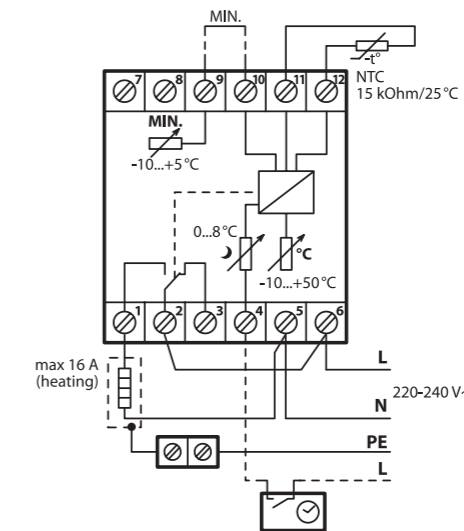 MIN.
-t°
NTC
15 kOhm/25°C
7 8 9 10 11 12
MIN.
-10...+5°C
0...8°C
°C
-10...+50°C
1 2 3 4 5 6
max 16 A
(heating)
L
220-240 V~
N
PE
L